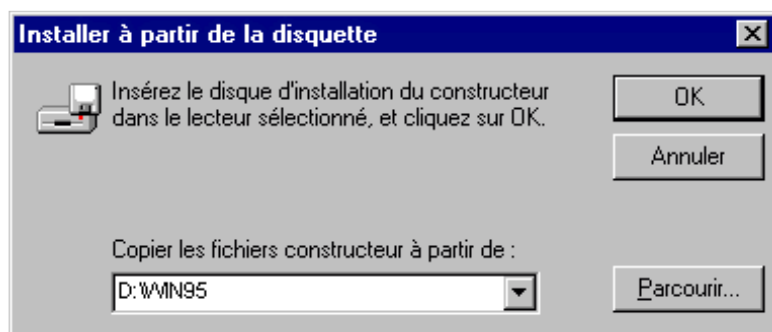 Installer à partir de la disquette
Insérez le disque d'installation du constructeur
dans le lecteur sélectionné, et cliquez sur OK.
OK
Annuler
Copier les fichiers constructeur à partir de :
D:\WIN95
Parcourir...